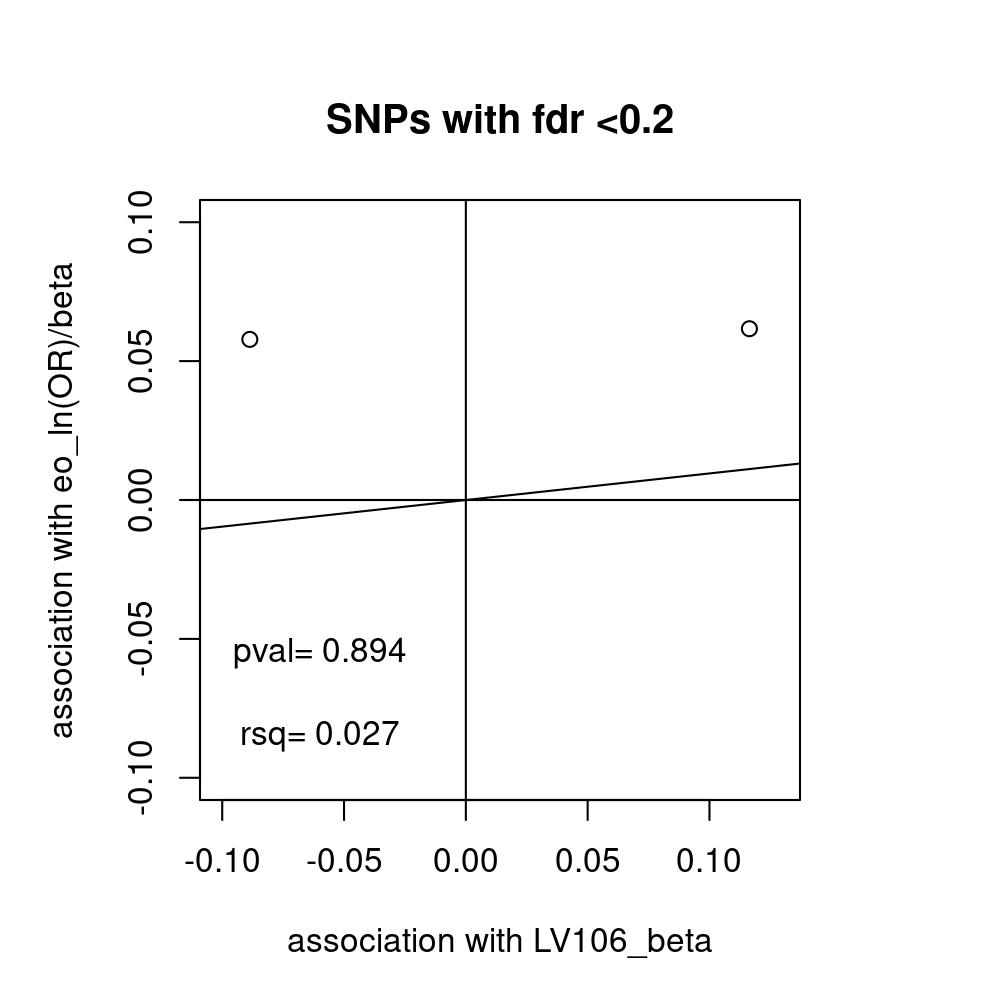 SNPs with fdr <0.2
association with eo_ln(OR)/beta
0.10
0.05
0.00
-0.05
-0.10
pval= 0.894
rsq= 0.027
-0.10 -0.05 0.00 0.05 0.10
association with LV106_beta